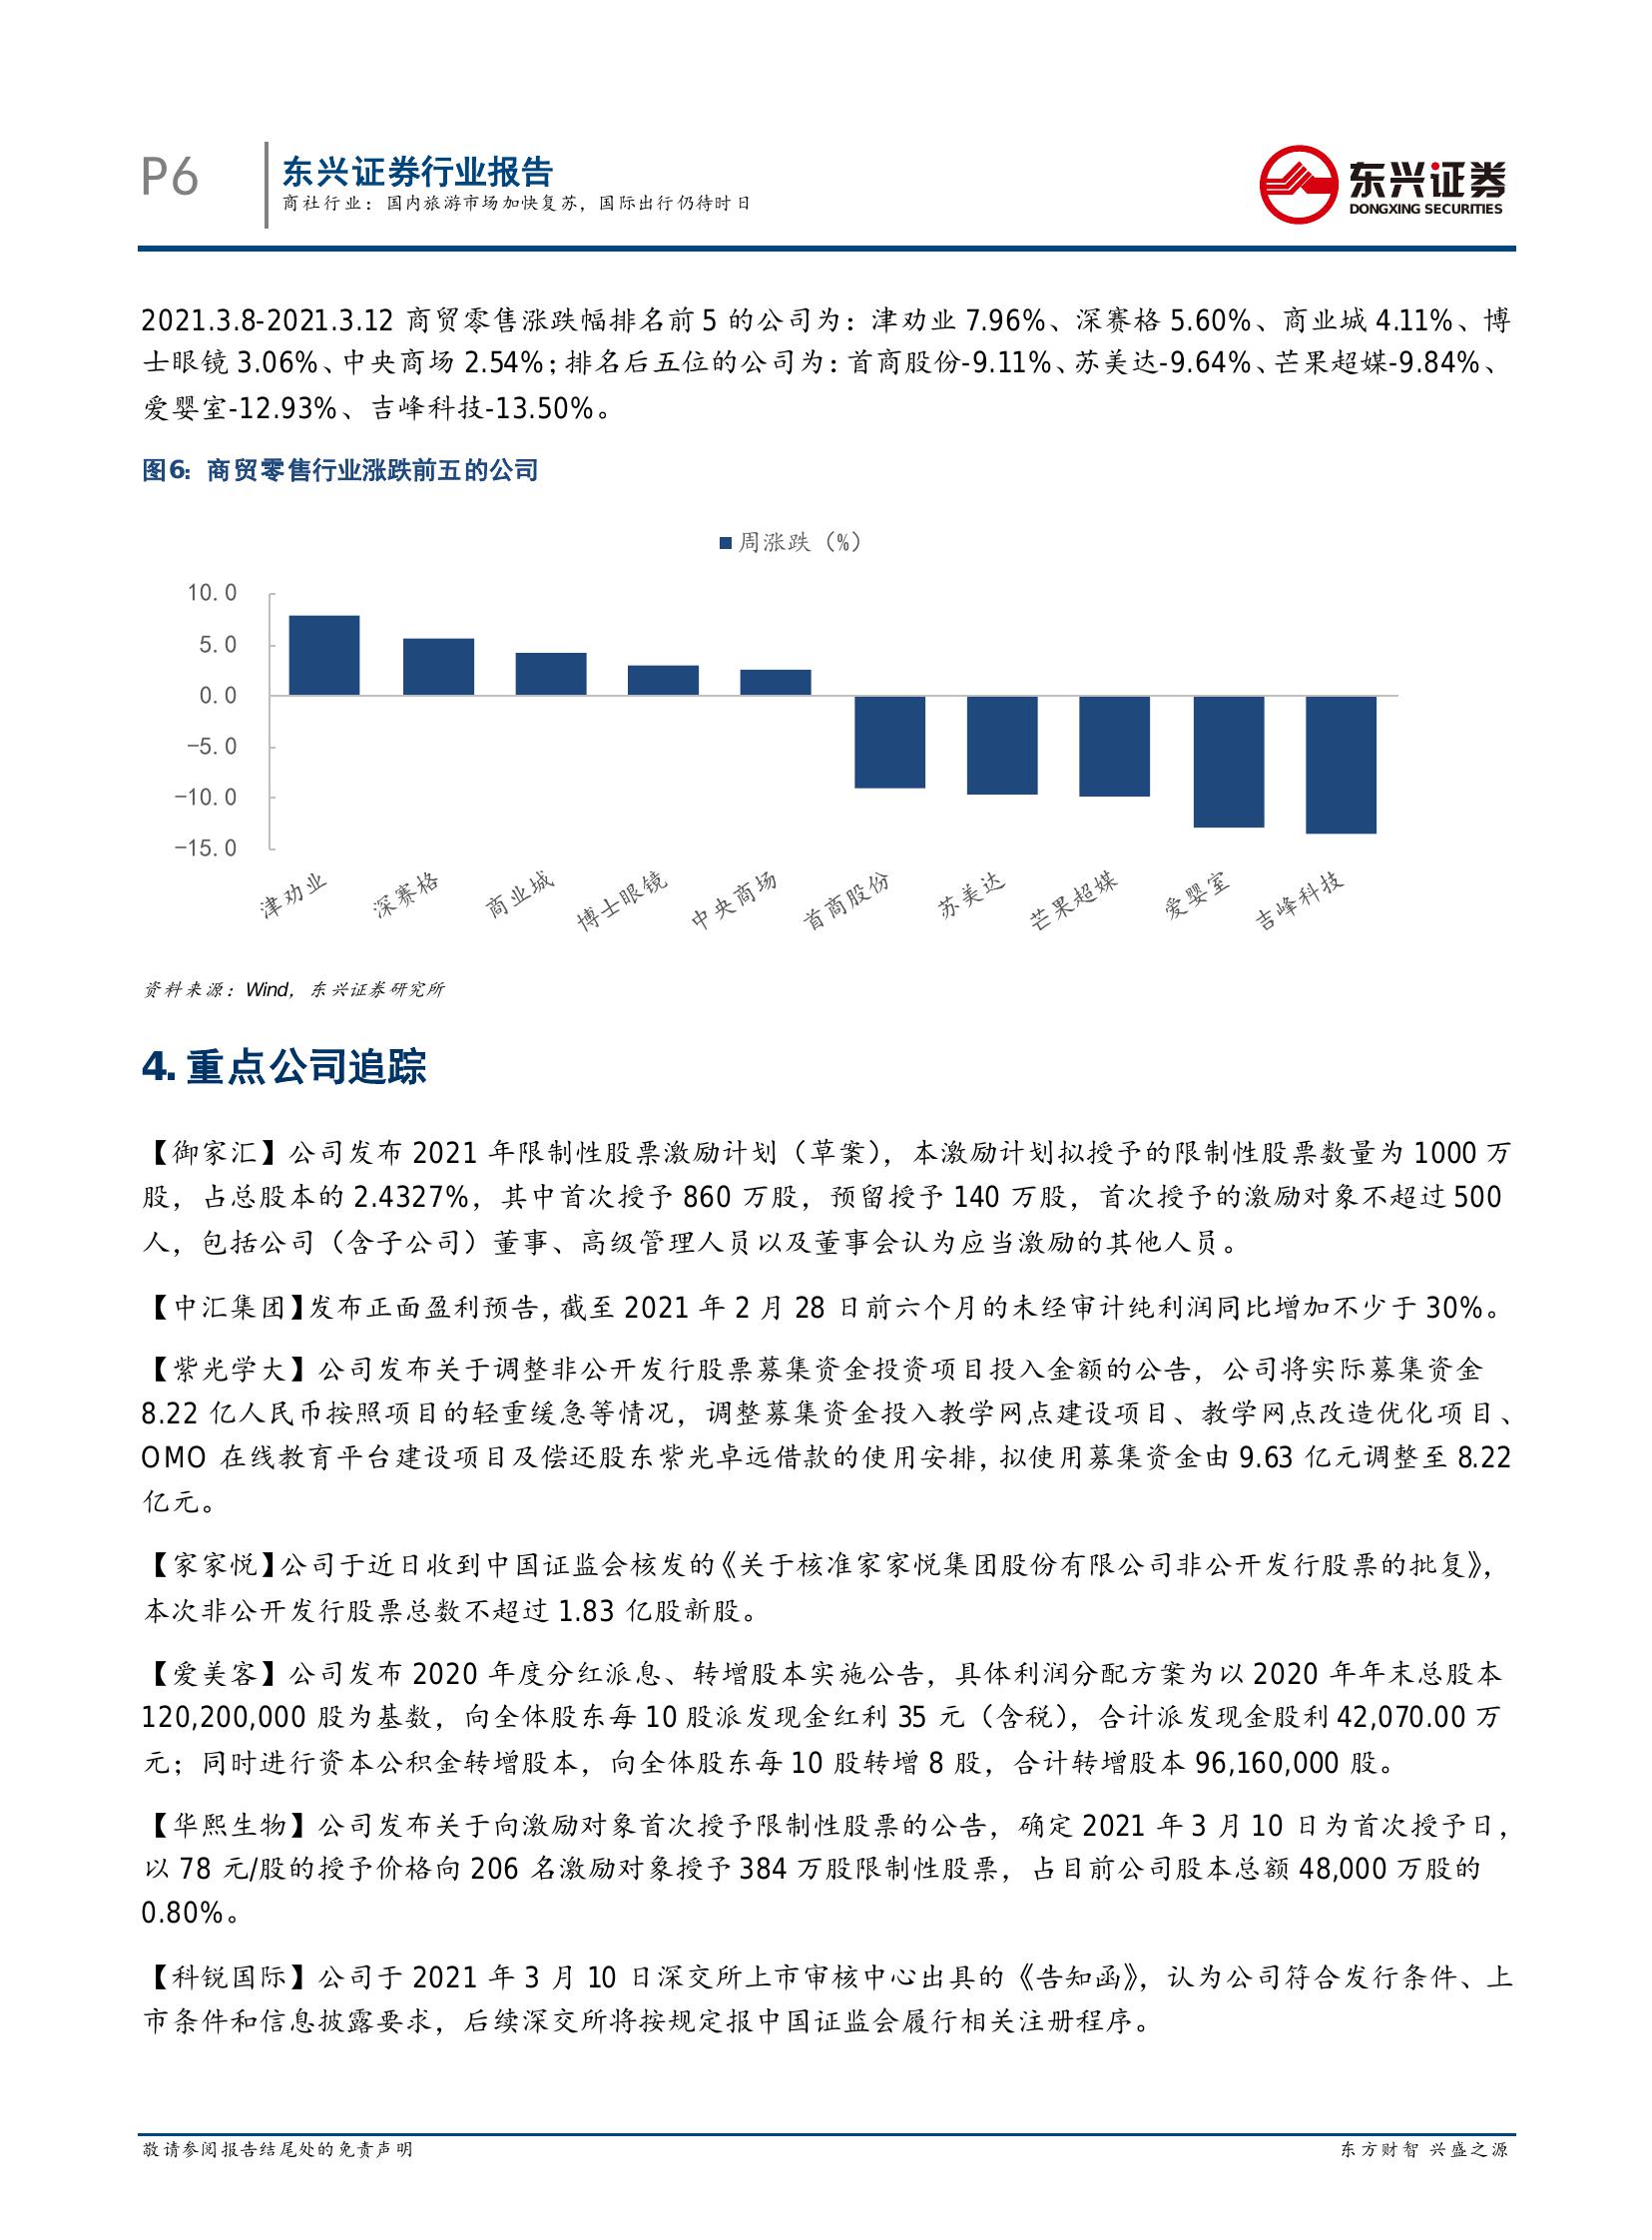 P6
东兴证券行业报告
商社行业：国内旅游市场加快复苏，国际出行仍待时日
东兴证券
DONGXING SECURITIES
2021.3.8-2021.3.12 商贸零售涨跌幅排名前 5 的公司为：津劝业 7.96%、深赛格 5.60%、商业城 4.11%、博
士眼镜 3.06%、中央商场 2.54%；排名后五位的公司为：首商股份-9.11%、苏美达-9.64%、芒果超媒-9.84%、
爱婴室-12.93%、吉峰科技-13.50%。
图6：商贸零售行业涨跌前五的公司
周涨跌（%）
10.0
5.0
0.0
-5.0
-10.0
-15.0
津劝业 深赛格 商业城 博士眼镜 中央商场 首商股份 苏美达 芒果超媒 爱婴室 吉峰科技
资料来源：Wind，东兴证券研究所
4. 重点公司追踪
【御家汇】公司发布 2021 年限制性股票激励计划（草案），本激励计划拟授予的限制性股票数量为 1000 万
股，占总股本的 2.4327%，其中首次授予 860 万股，预留授予 140 万股，首次授予的激励对象不超过 500
人，包括公司（含子公司）董事、高级管理人员以及董事会认为应当激励的其他人员。
【中汇集团】发布正面盈利预告，截至 2021 年 2 月 28 日前六个月的未经审计纯利润同比增加不少于 30%。
【紫光学大】公司发布关于调整非公开发行股票募集资金投资项目投入金额的公告，公司将实际募集资金
8.22 亿人民币按照项目的轻重缓急等情况，调整募集资金投入教学网点建设项目、教学网点改造优化项目、
OMO 在线教育平台建设项目及偿还股东紫光卓远借款的使用安排，拟使用募集资金由 9.63 亿元调整至 8.22
亿元。
【家家悦】公司于近日收到中国证监会核发的《关于核准家家悦集团股份有限公司非公开发行股票的批复》，
本次非公开发行股票总数不超过 1.83 亿股新股。
【爱美客】公司发布 2020 年度分红派息、转增股本实施公告，具体利润分配方案为以 2020 年年末总股本
120,200,000 股为基数，向全体股东每 10 股派发现金红利 35 元（含税），合计派发现金股利 42,070.00 万
元；同时进行资本公积金转增股本，向全体股东每 10 股转增 8 股，合计转增股本 96,160,000 股。
【华熙生物】公司发布关于向激励对象首次授予限制性股票的公告，确定 2021 年 3 月 10 日为首次授予日，
以 78 元/股的授予价格向 206 名激励对象授予 384 万股限制性股票，占目前公司股本总额 48,000 万股的
0.80%。
【科锐国际】公司于 2021 年 3 月 10 日深交所上市审核中心出具的《告知函》，认为公司符合发行条件、上
市条件和信息披露要求，后续深交所将按规定报中国证监会履行相关注册程序。
敬请参阅报告结尾处的免责声明
东方财智 兴盛之源